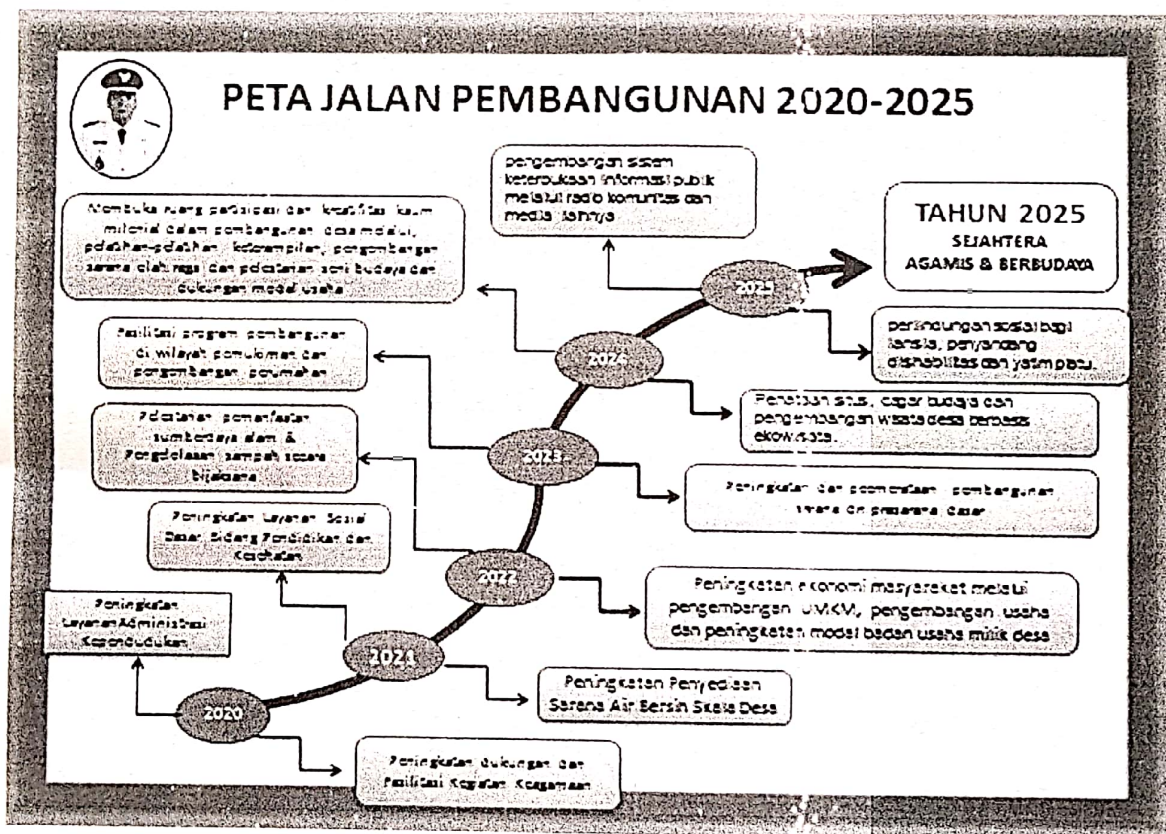 PETA JALAN PEMBANGUNAN 2020-2025
pengembangan sistem
keterbukaan informasi publik
melalui radio komunitas dan
media lainnya
TAHUN 2025
SEJAHTERA
AGAMIS & BERBUDAYA
Membuka ruang partisipasi dan kreatifitas kaum
milenial dalam pembangunan desa melalui,
pelatihan-pelatihan keterampilan, pengembangan
sarana olahraga dan pelestarian seni budaya dan
dukungan modal usaha
2025
perlindungan sosial bagi
lansia, penyandang
dishabilitas dan yatim piatu.
Fasilitasi program pembangunan
di wilayah pemukiman dan
pengembangan perumahan
2024
Penataan situs, cagar budaya dan
pengembangan wisata desa berbasis
ekowisata.
Pelestarian pemanfaatan
sumberdaya alam &
Pengelolaan sampah secara
bijaksana
2023
Peningkatan dan pemerataan pembangunan
dasar
Peningkatan Layanan Sosial
Dasar Bidang Pendidikan dan
Kesehatan
2022
Peningkatan ekonomi masyarakat melalui
pengembangan UMKM, pengembangan usaha
dan peningkatan modal badan usaha milik desa
Peningkatan
Layanan Administrasi
Kependudukan
2021
Peningkatan Penyediaan
Sarana Air Bersih Skala Desa
2020
Peningkatan dukungan dan
Fasilitasi Kegiatan Keagamaan